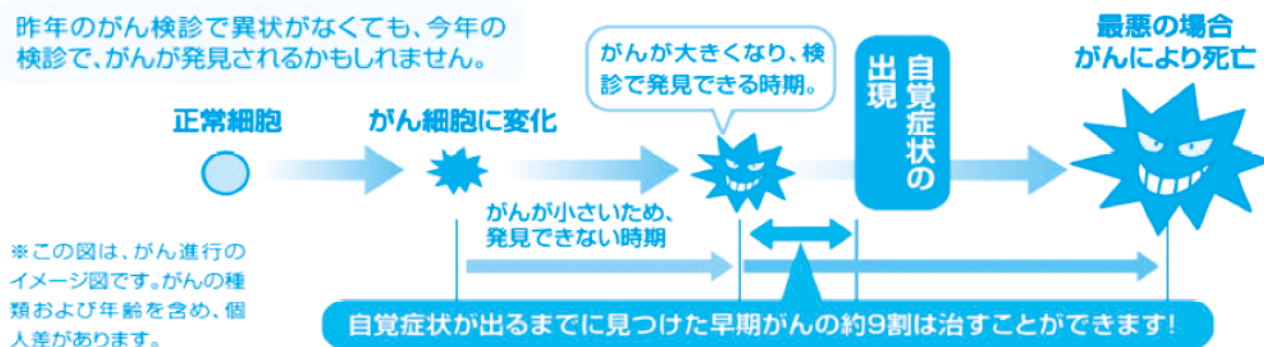 昨年のがん検診で異状がなくても、今年の
検診で、がんが発見されるかもしれません。
正常細胞
がん細胞に変化
がんが大きくなり、検
診で発見できる時期。
自覚症状の
出現
最悪の場合
がんにより死亡
がんが小さいため、
発見できない時期
※この図は、がん進行の
イメージ図です。がんの種
類および年齢を含め、個
人差があります。
自覚症状が出るまでに見つけた早期がんの約9割は治すことができます!